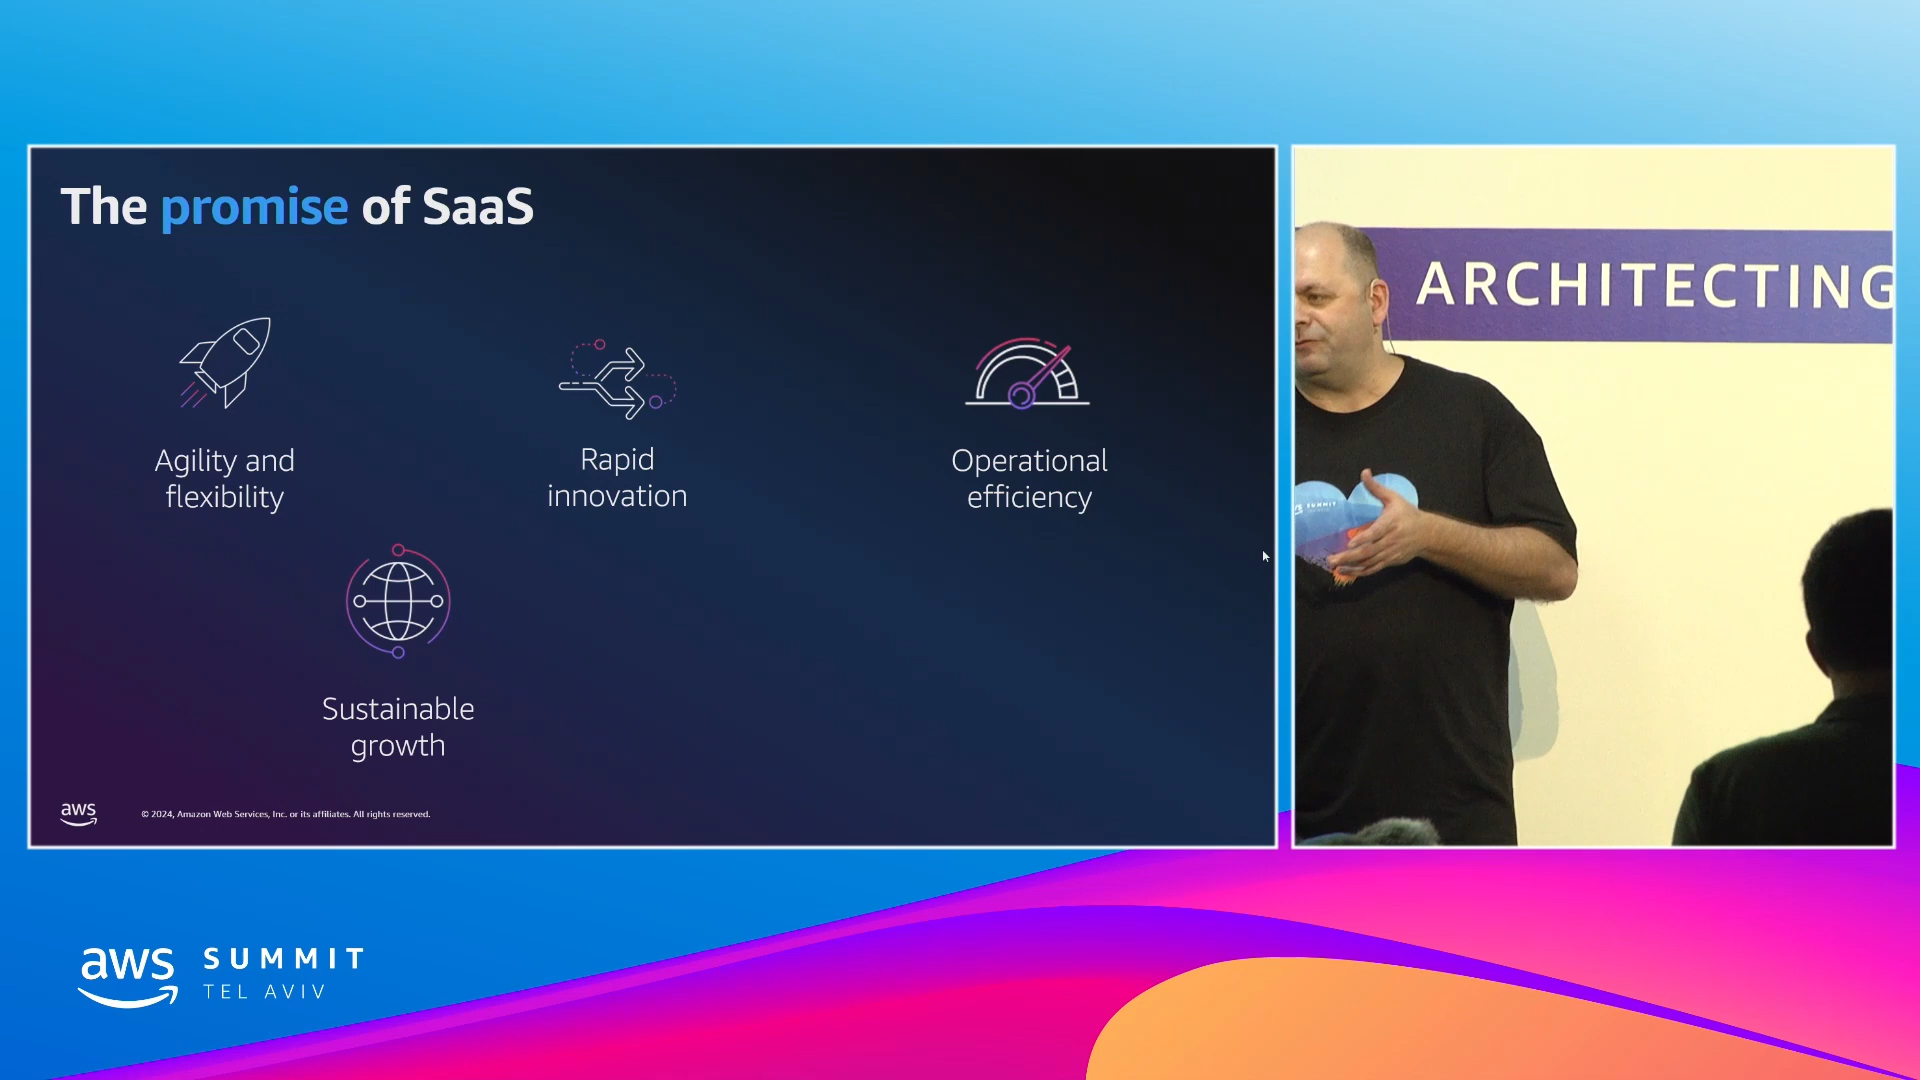 The promise of SaaS
Agility and
flexibility
Rapid
innovation
Operational
efficiency
Sustainable
growth
aws
© 2024, Amazon Web Services, Inc. or its affiliates. All rights reserved.
ARCHITECTING
SUMMIT
aws
SUMMIT
TEL AVIV